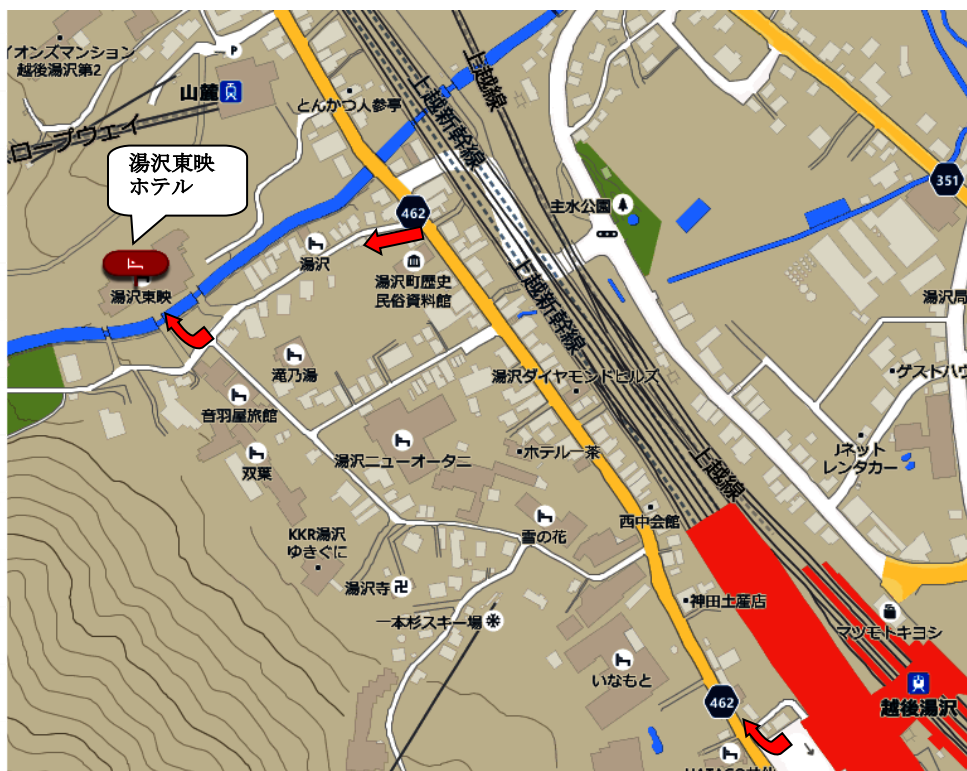 イオンズマンション
越後湯沢第2
P
山麓
ロープウェイ
湯沢東映
ホテル
湯沢東映
とんかつ人参亭
上越新幹線
上越線
462
湯沢
湯沢町歴史
民俗資料館
主水公園
351
上越新幹線
湯沢局
滝乃湯
湯沢ダイヤモンドヒルズ
ゲストハウ
音羽屋旅館
双葉
湯沢ニューオータニ
ホテル一茶
Jネット
レンタカー
上越線
KKR湯沢
ゆきぐに
雪の花
西中会館
湯沢寺
卍
一本杉スキー場
神田土産店
マツモトキヨシ
いなもと
462
越後湯沢